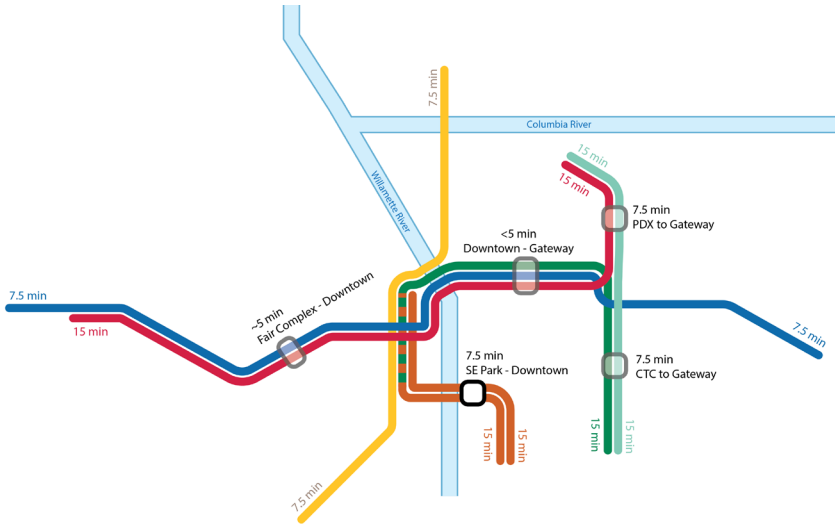 7.5 min
Columbia River
Willamette River
15 min
15 min
7.5 min
PDX to Gateway
<5 min
Downtown - Gateway
7.5 min
15 min
~5 min
Fair Complex - Downtown
7.5 min
7.5 min
SE Park - Downtown
7.5 min
CTC to Gateway
15 min
15 min
15 min
15 min
7.5 min